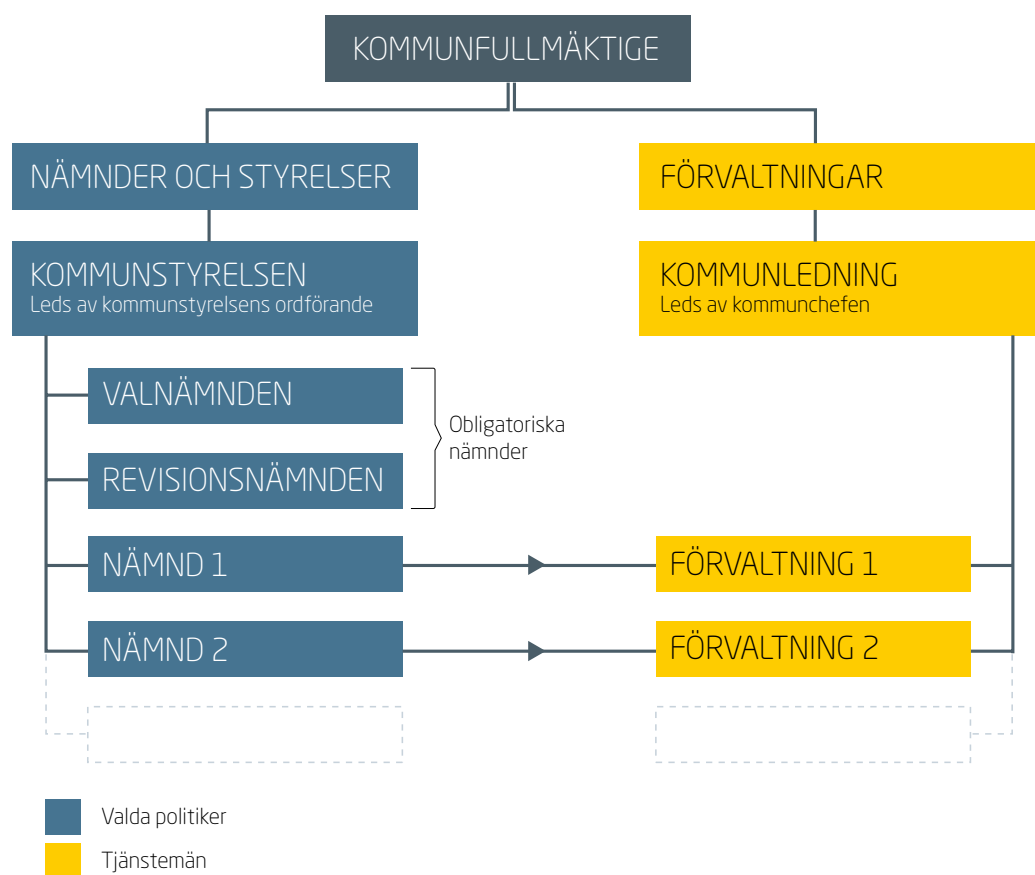 KOMMUNFULLMÄKTIGE
NÄMNDER OCH STYRELSER
FÖRVALTNINGAR
KOMMUNSTYRELSEN
Leds av kommunstyrelsens ordförande
KOMMUNLEDNING
Leds av kommunchefen
VALNÄMNDEN
REVISIONSNÄMNDEN
Obligatoriska
nämnder
NÄMND 1
FÖRVALTNING 1
NÄMND 2
FÖRVALTNING 2
Valda politiker
Tjänstemän